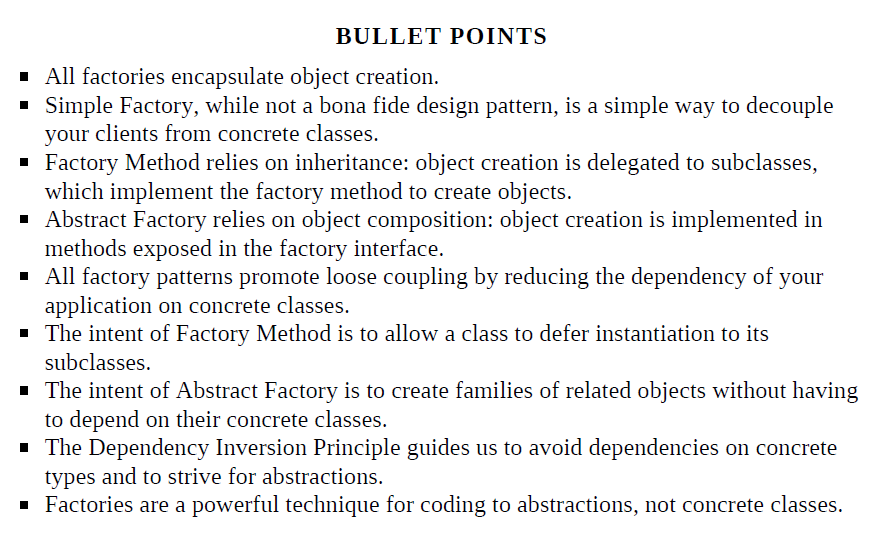 BULLET POINTS
▪ All factories encapsulate object creation.
▪ Simple Factory, while not a bona fide design pattern, is a simple way to decouple
your clients from concrete classes.
▪ Factory Method relies on inheritance: object creation is delegated to subclasses,
which implement the factory method to create objects.
▪ Abstract Factory relies on object composition: object creation is implemented in
methods exposed in the factory interface.
▪ All factory patterns promote loose coupling by reducing the dependency of your
application on concrete classes.
▪ The intent of Factory Method is to allow a class to defer instantiation to its
subclasses.
▪ The intent of Abstract Factory is to create families of related objects without having
to depend on their concrete classes.
▪ The Dependency Inversion Principle guides us to avoid dependencies on concrete
types and to strive for abstractions.
▪ Factories are a powerful technique for coding to abstractions, not concrete classes.